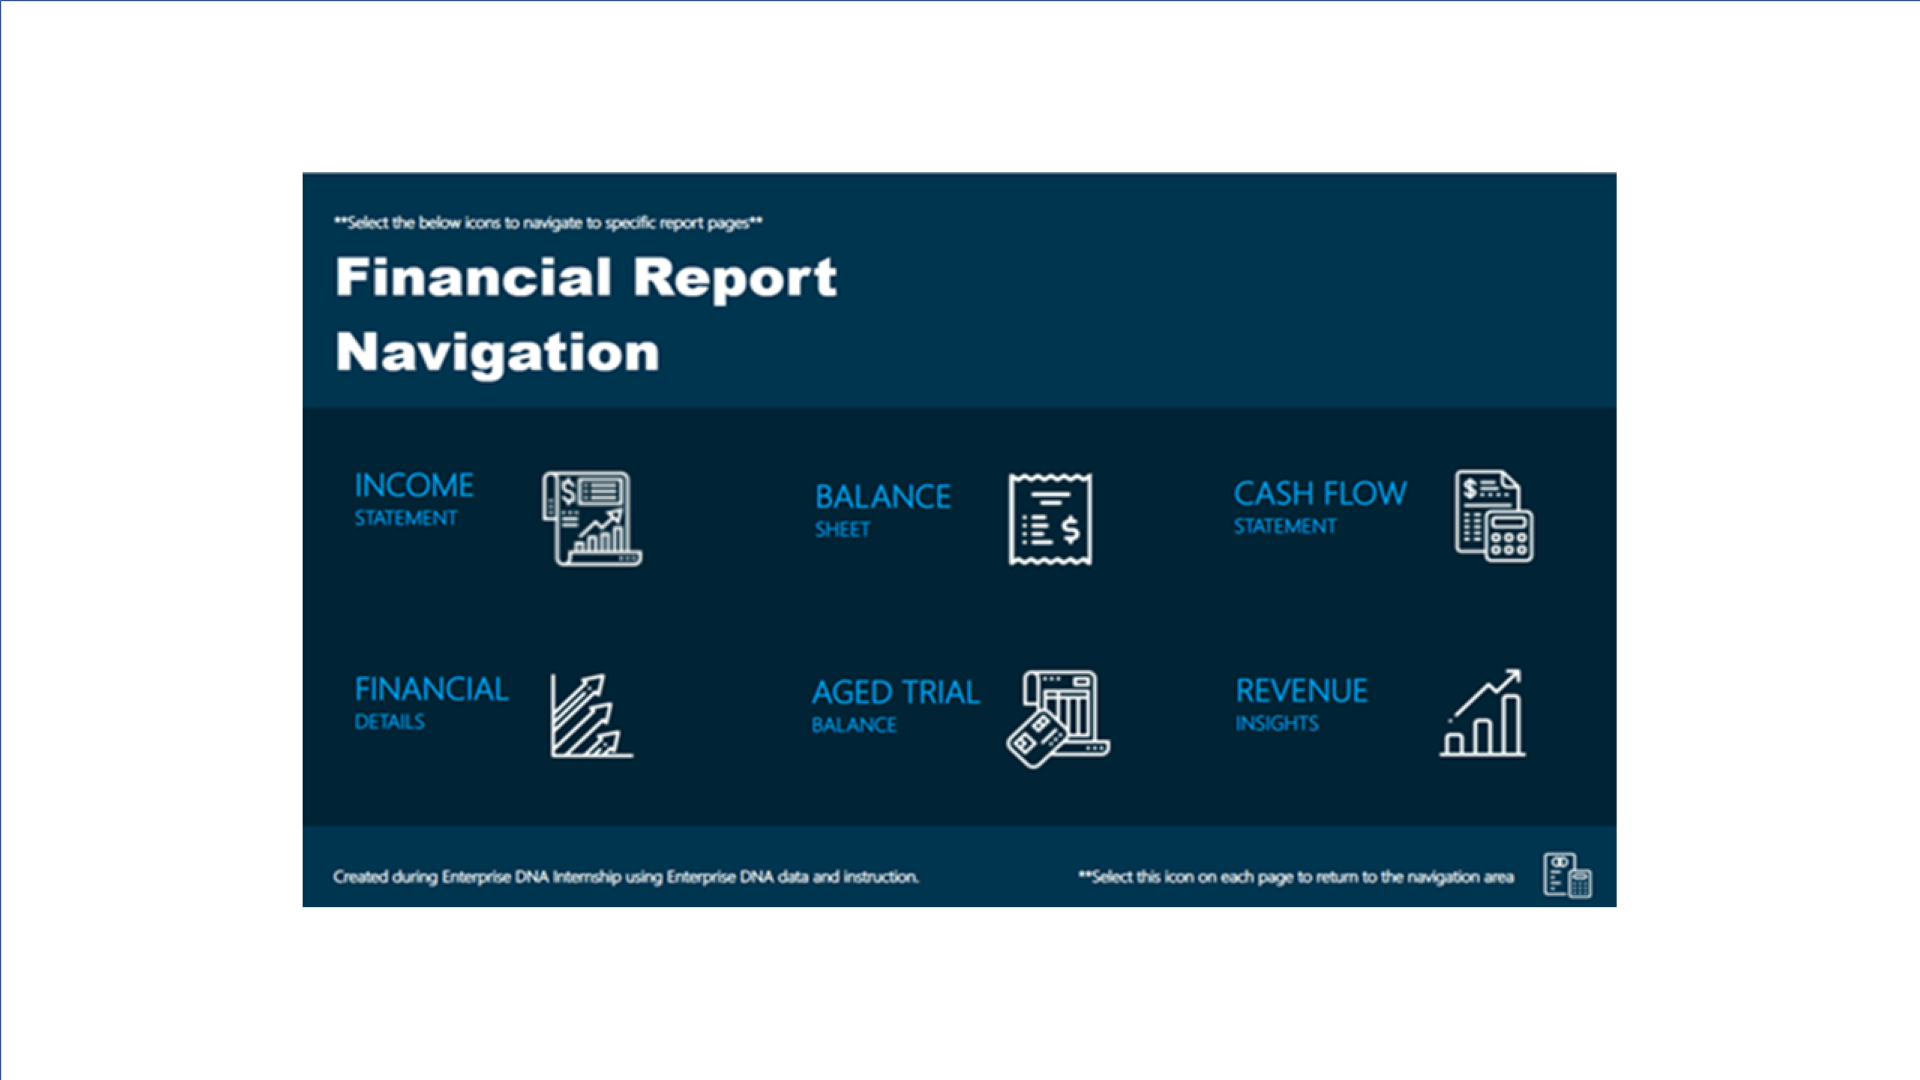 **Select the below icons to navigate to specific report pages**
Financial Report
Navigation
INCOME
STATEMENT
$
BALANCE
SHEET
$
CASH FLOW
STATEMENT
$
FINANCIAL
DETAILS
AGED TRIAL
BALANCE
REVENUE
INSIGHTS
Created during Enterprise DNA Internship using Enterprise DNA data and instruction.
**Select this icon on each page to return to the navigation area